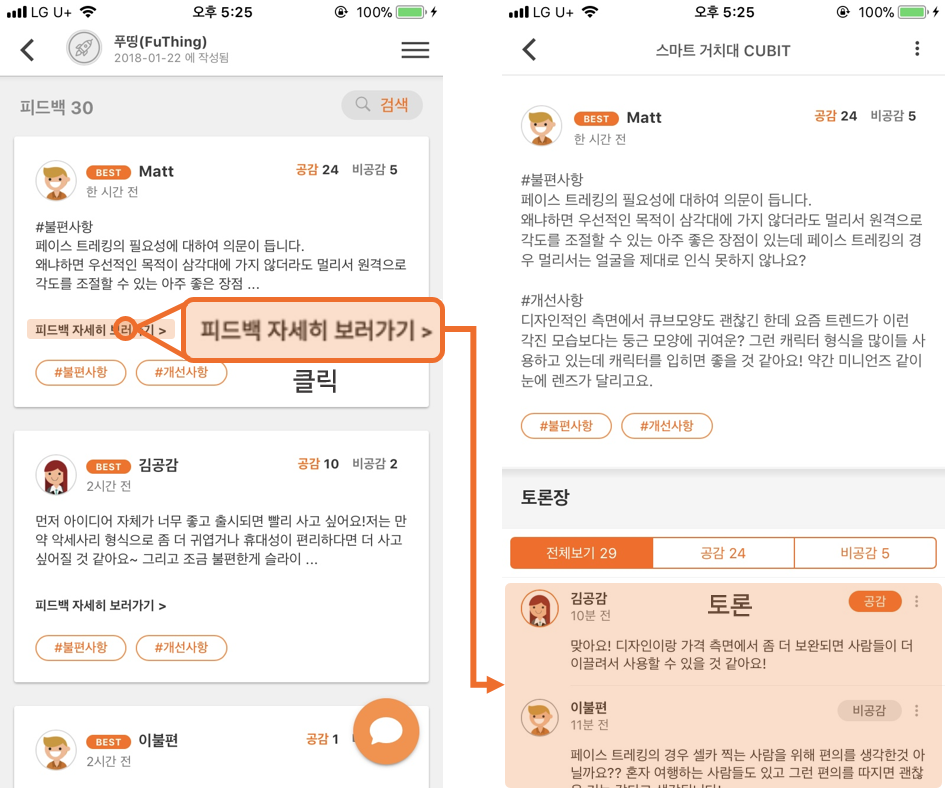 LG U+ 오후 5:25 100%
푸띵(FuThing)
2018-01-22 에 작성됨
피드백 30 검색
BEST Matt 공감 24 비공감 5
한 시간 전
#불편사항
페이스 트레킹의 필요성에 대하여 의문이 듭니다.
왜냐하면 우선적인 목적이 삼각대에 가지 않더라도 멀리서 원격으로
각도를 조절할 수 있는 아주 좋은 장점 ...
피드백 자세히 보러가기 >
피드백 자세히 보러가기 >
클릭
#불편사항 #개선사항
BEST 김공감 공감 10 비공감 2
2시간 전
먼저 아이디어 자체가 너무 좋고 출시되면 빨리 사고 싶어요!저는 만
약 악세사리 형식으로 좀 더 귀엽거나 휴대성이 편리하다면 더 사고
싶어질 것 같아요~ 그리고 조금 불편한게 슬라이 ...
피드백 자세히 보러가기 >
#불편사항 #개선사항
BEST 이불편 공감 1
2시간 전
LG U+ 오후 5:25 100%
스마트 거치대 CUBIT
BEST Matt 공감 24 비공감 5
한 시간 전
#불편사항
페이스 트레킹의 필요성에 대하여 의문이 듭니다.
왜냐하면 우선적인 목적이 삼각대에 가지 않더라도 멀리서 원격으로
각도를 조절할 수 있는 아주 좋은 장점이 있는데 페이스 트레킹의 경
우 멀리서는 얼굴을 제대로 인식 못하지 않나요?
#개선사항
디자인적인 측면에서 큐브모양도 괜찮긴 한데 요즘 트렌드가 이런
각진 모습보다는 둥근 모양에 귀여운? 그런 캐릭터 형식을 많이들 사
용하고 있는데 캐릭터를 입히면 좋을 것 같아요! 약간 미니언즈 같이
눈에 렌즈가 달리고요.
#불편사항 #개선사항
토론장
전체보기 29 공감 24 비공감 5
김공감 토론 공감
10분 전
맞아요! 디자인이랑 가격 측면에서 좀 더 보완되면 사람들이 더
이끌려서 사용할 수 있을 것 같아요!
이불편 비공감
11분 전
페이스 트레킹의 경우 셀카 찍는 사람을 위해 편의를 생각한것 아
닐까요?? 혼자 여행하는 사람들도 있고 그런 편의를 따지면 괜찮